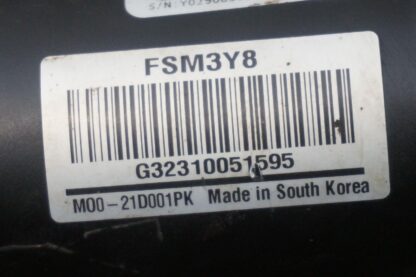 FSM3Y8
G32310051595
M00-21D001PK Made in South Korea